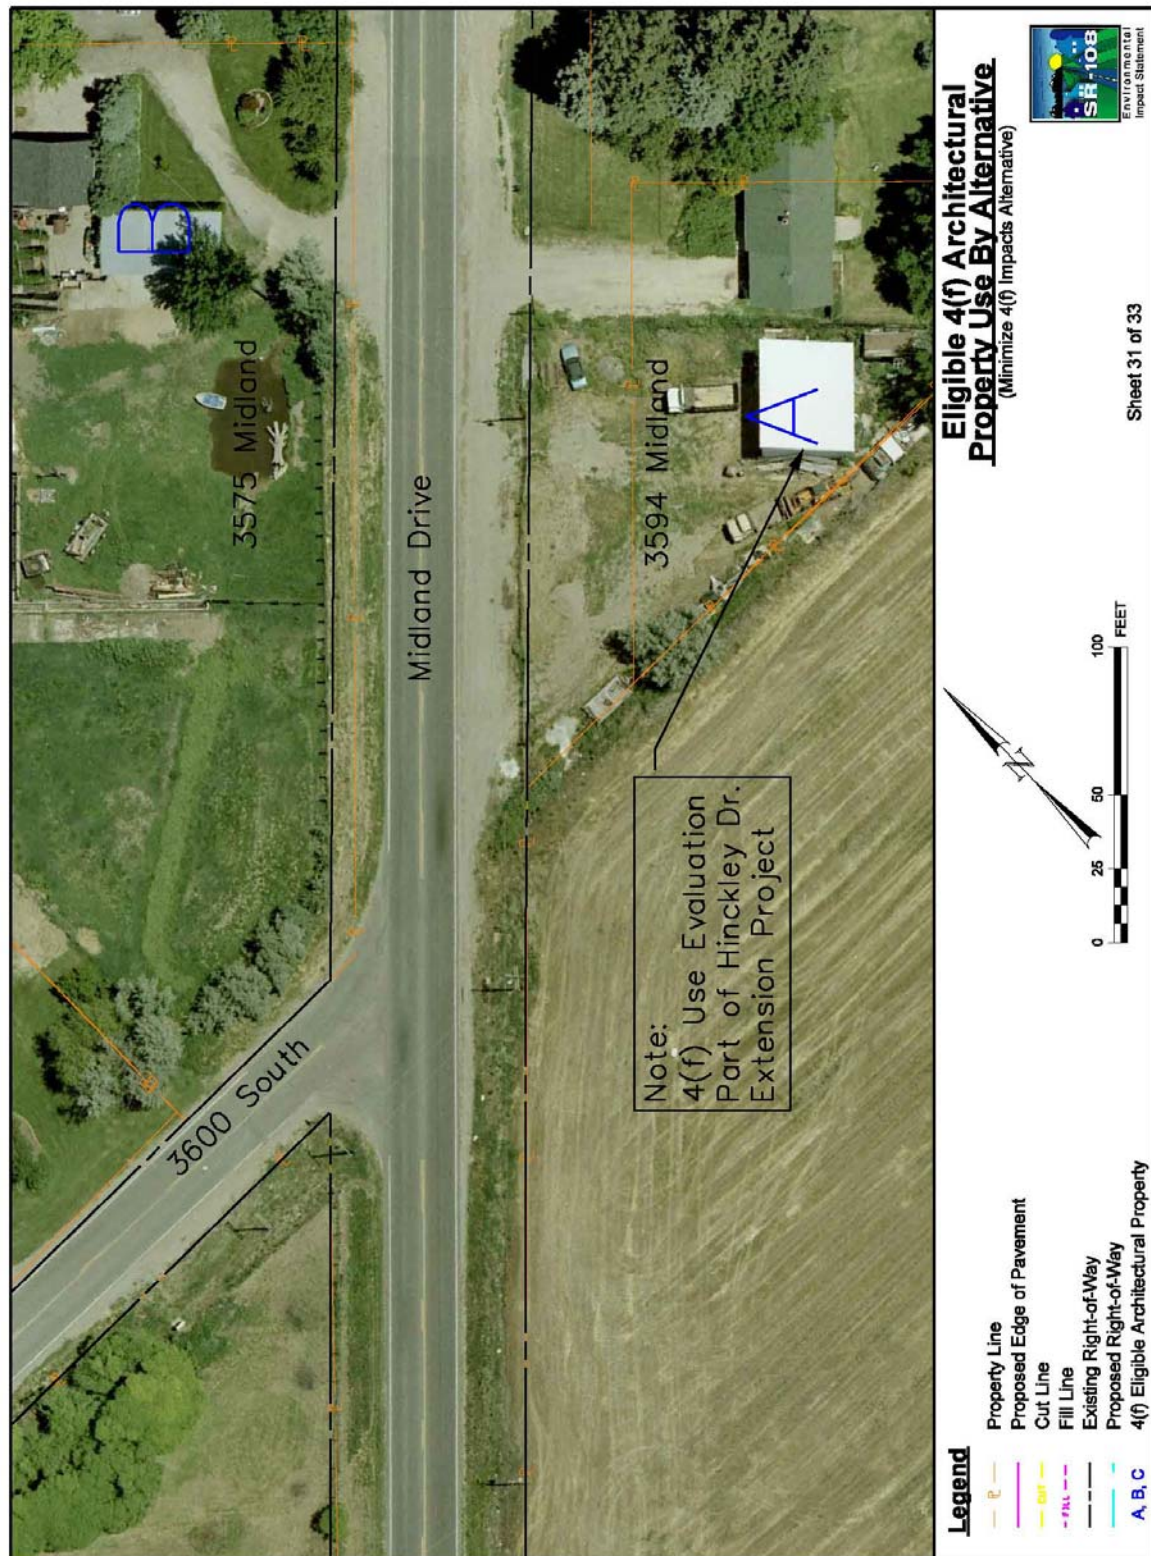 3575 Midland
Midland Drive
3594 Midland
3600 South
B
A
Note:
4(f) Use Evaluation
Part of Hinckley Dr.
Extension Project
Eligible 4(f) Architectural
Property Use By Alternative
(Minimize 4(f) Impacts Alternative)
SR-108
Environmental
Impact Statement
Sheet 31 of 33
N
0 25 50 100
FEET
Legend
PL Property Line
Proposed Edge of Pavement
CUT Cut Line
FILL Fill Line
Existing Right-of-Way
Proposed Right-of-Way
A, B, C 4(f) Eligible Architectural Property